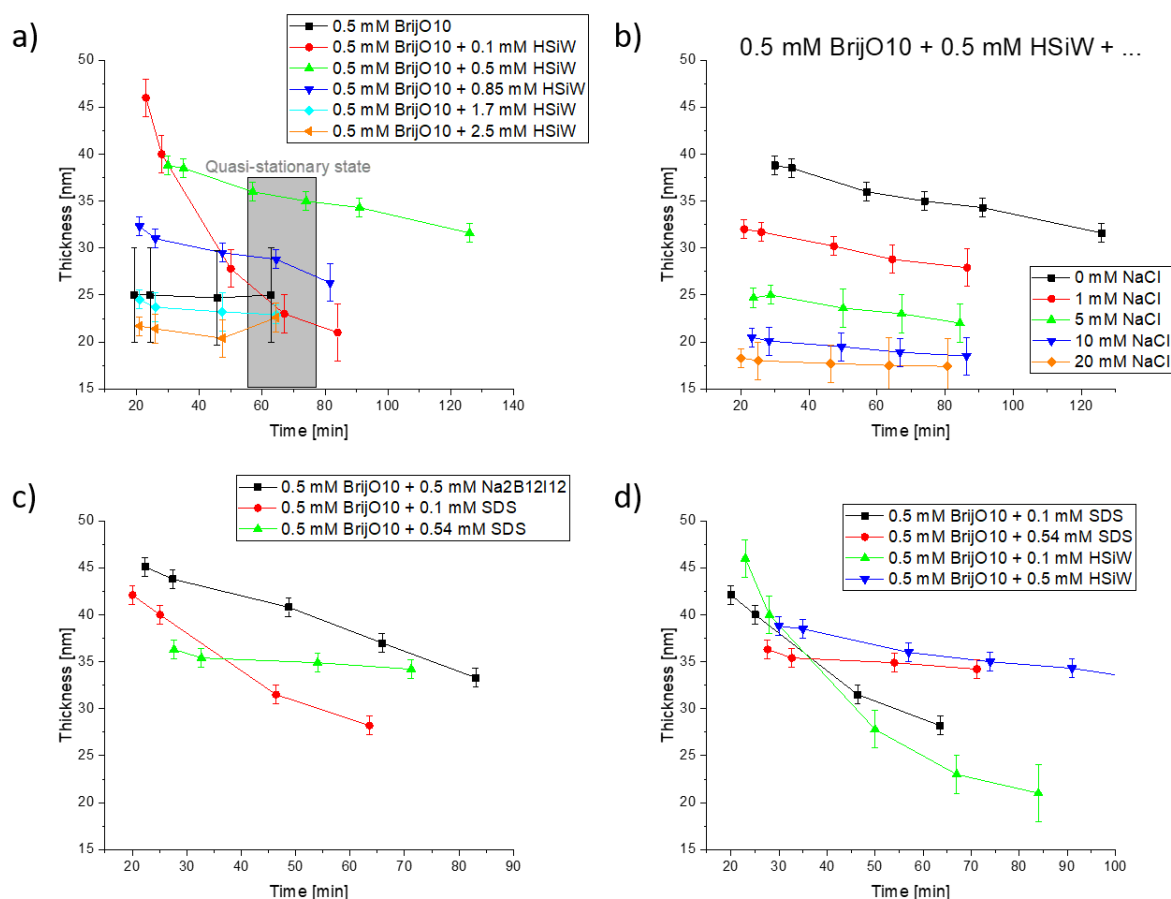 a)
0.5 mM BrijO10
0.5 mM BrijO10 + 0.1 mM HSiW
0.5 mM BrijO10 + 0.5 mM HSiW
0.5 mM BrijO10 + 0.85 mM HSiW
0.5 mM BrijO10 + 1.7 mM HSiW
0.5 mM BrijO10 + 2.5 mM HSiW
Quasi-stationary state
Thickness [nm]
50
45
40
35
30
25
20
15
20 40 60 80 100 120 140
Time [min]
b)
0.5 mM BrijO10 + 0.5 mM HSiW + ...
Thickness [nm]
50
45
40
35
30
25
20
15
0 mM NaCl
1 mM NaCl
5 mM NaCl
10 mM NaCl
20 mM NaCl
20 40 60 80 100 120
Time [min]
c)
0.5 mM BrijO10 + 0.5 mM Na2B12I12
0.5 mM BrijO10 + 0.1 mM SDS
0.5 mM BrijO10 + 0.54 mM SDS
Thickness [nm]
50
45
40
35
30
25
20
15
20 30 40 50 60 70 80 90
Time [min]
d)
0.5 mM BrijO10 + 0.1 mM SDS
0.5 mM BrijO10 + 0.54 mM SDS
0.5 mM BrijO10 + 0.1 mM HSiW
0.5 mM BrijO10 + 0.5 mM HSiW
Thickness [nm]
50
45
40
35
30
25
20
15
20 30 40 50 60 70 80 90 100
Time [min]